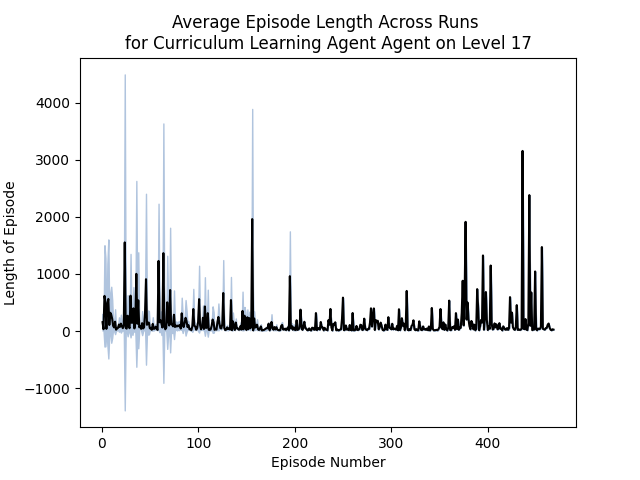 Average Episode Length Across Runs
for Curriculum Learning Agent Agent on Level 17
4000
3000
2000
1000
0
−1000
Length of Episode
0 100 200 300 400
Episode Number